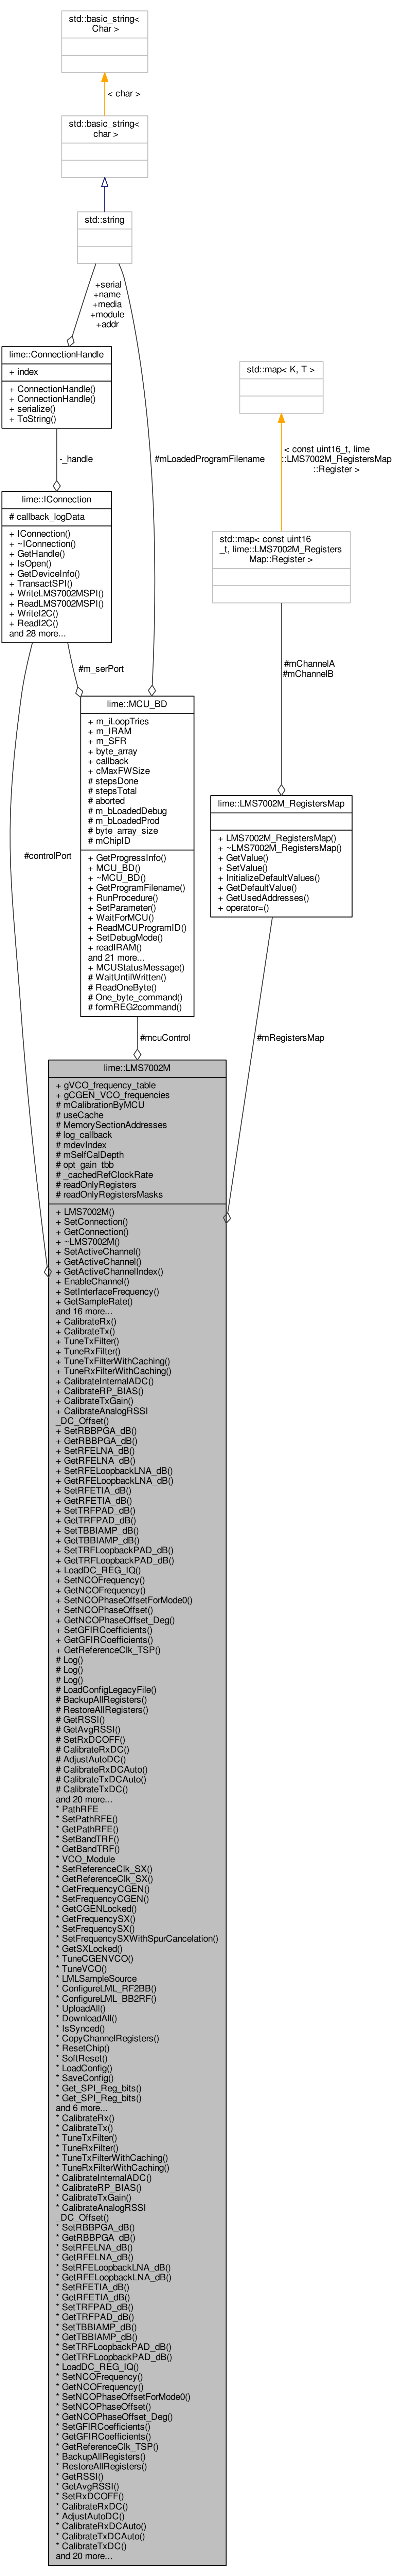 std::basic_string<
Char >
< char >
std::basic_string<
char >
std::string
+serial
+name
+media
+module
+addr
lime::ConnectionHandle
+ index
+ ConnectionHandle()
+ ConnectionHandle()
+ serialize()
+ ToString()
std::map< K, T >
-_handle
#mLoadedProgramFilename
< const uint16_t, lime
::LMS7002M_RegistersMap
::Register >
lime::IConnection
# callback_logData
+ IConnection()
+ ~IConnection()
+ GetHandle()
+ IsOpen()
+ GetDeviceInfo()
+ TransactSPI()
+ WriteLMS7002MSPI()
+ ReadLMS7002MSPI()
+ WriteI2C()
+ ReadI2C()
and 28 more...
std::map< const uint16
_t, lime::LMS7002M_Registers
Map::Register >
#m_serPort
#mChannelA
#mChannelB
lime::MCU_BD
+ m_iLoopTries
+ m_IRAM
+ m_SFR
+ byte_array
+ callback
+ cMaxFWSize
# stepsDone
# stepsTotal
# aborted
# m_bLoadedDebug
# m_bLoadedProd
# byte_array_size
# mChipID
+ GetProgressInfo()
+ MCU_BD()
+ ~MCU_BD()
+ GetProgramFilename()
+ RunProcedure()
+ SetParameter()
+ WaitForMCU()
+ ReadMCUProgramID()
+ SetDebugMode()
+ readIRAM()
and 21 more...
+ MCUStatusMessage()
# WaitUntilWritten()
# ReadOneByte()
# One_byte_command()
# formREG2command()
lime::LMS7002M_RegistersMap
+ LMS7002M_RegistersMap()
+ ~LMS7002M_RegistersMap()
+ GetValue()
+ SetValue()
+ InitializeDefaultValues()
+ GetDefaultValue()
+ GetUsedAddresses()
+ operator=()
#controlPort
#mcuControl
#mRegistersMap
lime::LMS7002M
+ gVCO_frequency_table
+ gCGEN_VCO_frequencies
# mCalibrationByMCU
# useCache
# MemorySectionAddresses
# log_callback
# mdevIndex
# mSelfCalDepth
# opt_gain_tbb
# _cachedRefClockRate
# readOnlyRegisters
# readOnlyRegistersMasks
+ LMS7002M()
+ SetConnection()
+ GetConnection()
+ ~LMS7002M()
+ SetActiveChannel()
+ GetActiveChannel()
+ GetActiveChannelIndex()
+ EnableChannel()
+ SetInterfaceFrequency()
+ GetSampleRate()
and 16 more...
+ CalibrateRx()
+ CalibrateTx()
+ TuneTxFilter()
+ TuneRxFilter()
+ TuneTxFilterWithCaching()
+ TuneRxFilterWithCaching()
+ CalibrateInternalADC()
+ CalibrateRP_BIAS()
+ CalibrateTxGain()
+ CalibrateAnalogRSSI
_DC_Offset()
+ SetRBBPGA_dB()
+ GetRBBPGA_dB()
+ SetRFELNA_dB()
+ GetRFELNA_dB()
+ SetRFELoopbackLNA_dB()
+ GetRFELoopbackLNA_dB()
+ SetRFETIA_dB()
+ GetRFETIA_dB()
+ SetTRFPAD_dB()
+ GetTRFPAD_dB()
+ SetTBBIAMP_dB()
+ GetTBBIAMP_dB()
+ SetTRFLoopbackPAD_dB()
+ GetTRFLoopbackPAD_dB()
+ LoadDC_REG_IQ()
+ SetNCOFrequency()
+ GetNCOFrequency()
+ SetNCOPhaseOffsetForMode0()
+ SetNCOPhaseOffset()
+ GetNCOPhaseOffset_Deg()
+ SetGFIRCoefficients()
+ GetGFIRCoefficients()
+ GetReferenceClk_TSP()
# Log()
# Log()
# Log()
# LoadConfigLegacyFile()
# BackupAllRegisters()
# RestoreAllRegisters()
# GetRSSI()
# GetAvgRSSI()
# SetRxDCOFF()
# CalibrateRxDC()
# AdjustAutoDC()
# CalibrateRxDCAuto()
# CalibrateTxDCAuto()
# CalibrateTxDC()
and 20 more...
* PathRFE
* SetPathRFE()
* GetPathRFE()
* SetBandTRF()
* GetBandTRF()
* VCO_Module
* SetReferenceClk_SX()
* GetReferenceClk_SX()
* GetFrequencyCGEN()
* SetFrequencyCGEN()
* GetCGENLocked()
* GetFrequencySX()
* SetFrequencySX()
* SetFrequencySXWithSpurCancelation()
* GetSXLocked()
* TuneCGENVCO()
* TuneVCO()
* LMLSampleSource
* ConfigureLML_RF2BB()
* ConfigureLML_BB2RF()
* UploadAll()
* DownloadAll()
* IsSynced()
* CopyChannelRegisters()
* ResetChip()
* SoftReset()
* LoadConfig()
* SaveConfig()
* Get_SPI_Reg_bits()
* Get_SPI_Reg_bits()
and 6 more...
* CalibrateRx()
* CalibrateTx()
* TuneTxFilter()
* TuneRxFilter()
* TuneTxFilterWithCaching()
* TuneRxFilterWithCaching()
* CalibrateInternalADC()
* CalibrateRP_BIAS()
* CalibrateTxGain()
* CalibrateAnalogRSSI
_DC_Offset()
* SetRBBPGA_dB()
* GetRBBPGA_dB()
* SetRFELNA_dB()
* GetRFELNA_dB()
* SetRFELoopbackLNA_dB()
* GetRFELoopbackLNA_dB()
* SetRFETIA_dB()
* GetRFETIA_dB()
* SetTRFPAD_dB()
* GetTRFPAD_dB()
* SetTBBIAMP_dB()
* GetTBBIAMP_dB()
* SetTRFLoopbackPAD_dB()
* GetTRFLoopbackPAD_dB()
* LoadDC_REG_IQ()
* SetNCOFrequency()
* GetNCOFrequency()
* SetNCOPhaseOffsetForMode0()
* SetNCOPhaseOffset()
* GetNCOPhaseOffset_Deg()
* SetGFIRCoefficients()
* GetGFIRCoefficients()
* GetReferenceClk_TSP()
* BackupAllRegisters()
* RestoreAllRegisters()
* GetRSSI()
* GetAvgRSSI()
* SetRxDCOFF()
* CalibrateRxDC()
* AdjustAutoDC()
* CalibrateRxDCAuto()
* CalibrateTxDCAuto()
* CalibrateTxDC()
and 20 more...